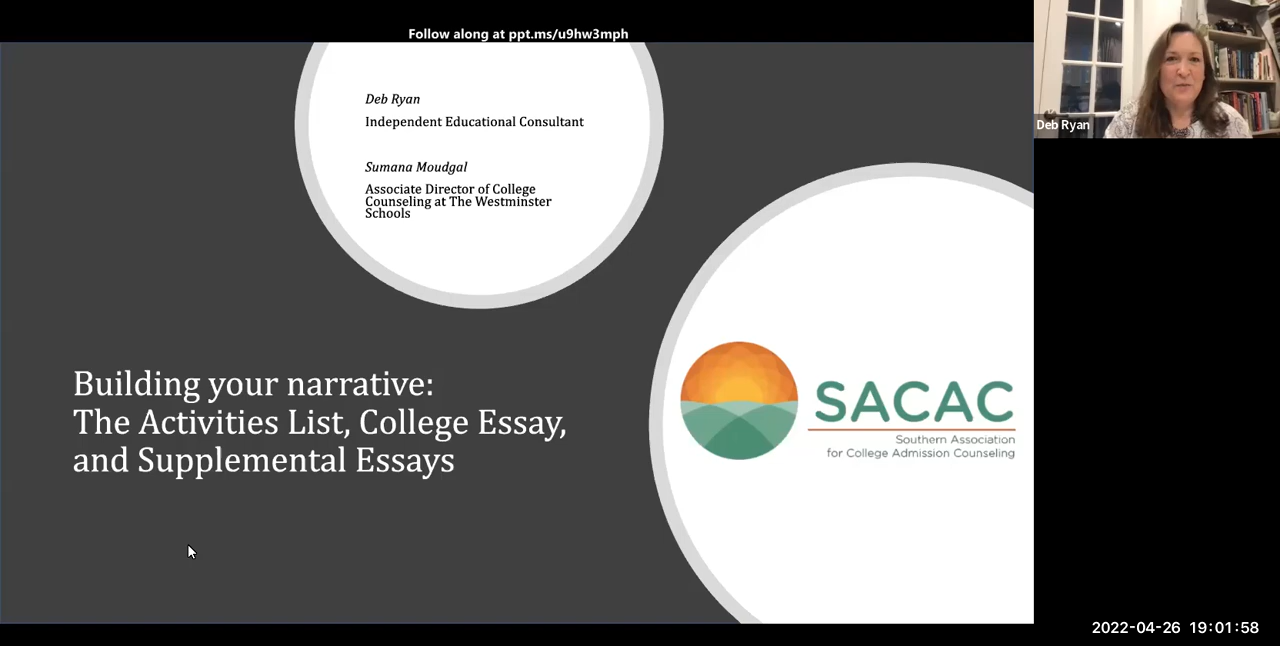 Follow along at ppt.ms/u9hw3mph
Deb Ryan
Independent Educational Consultant
Sumana Moudgal
Associate Director of College
Counseling at The Westminster
Schools
Deb Ryan
Building your narrative:
The Activities List, College Essay,
and Supplemental Essays
SACAC
Southern Association
for College Admission Counseling
2022-04-26 19:01:58